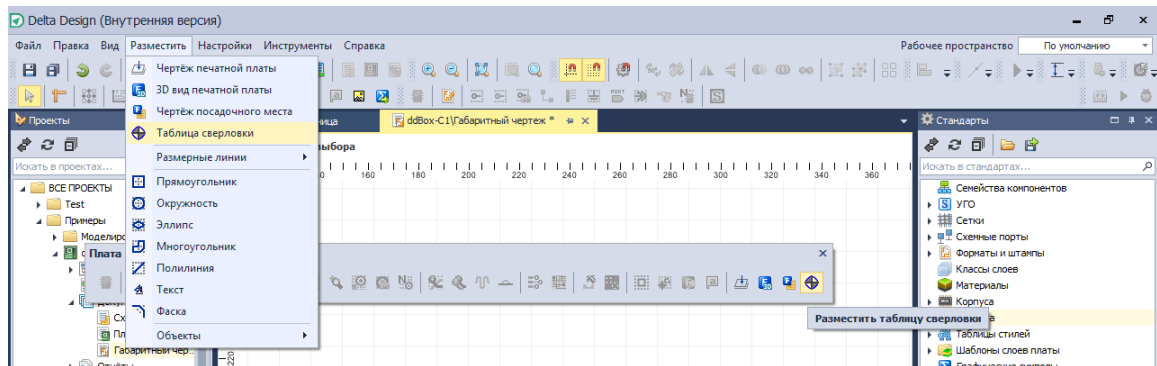 Delta Design (Внутренняя версия)
Файл Правка Вид Разместить Настройки Инструменты Справка
Рабочее пространство По умолчанию
Чертёж печатной платы
3D вид печатной платы
Чертёж посадочного места
Таблица сверловки
Размерные линии
Прямоугольник
Окружность
Эллипс
Многоугольник
Полилиния
Текст
Фаска
Объекты
Проекты
Искать в проектах...
ВСЕ ПРОЕКТЫ
Test
Примеры
Плата
Габаритный чер...
ddBox-C1\Габаритный чертеж *
160 180 200 220 240 260 280 300 320 340 360
220
Разместить таблицу сверловки
Стандарты
Искать в стандартах...
Семейства компонентов
УГО
Сетки
Схемные порты
Форматы и штампы
Классы слоев
Материалы
Корпуса
Таблицы стилей
Шаблоны слоев платы